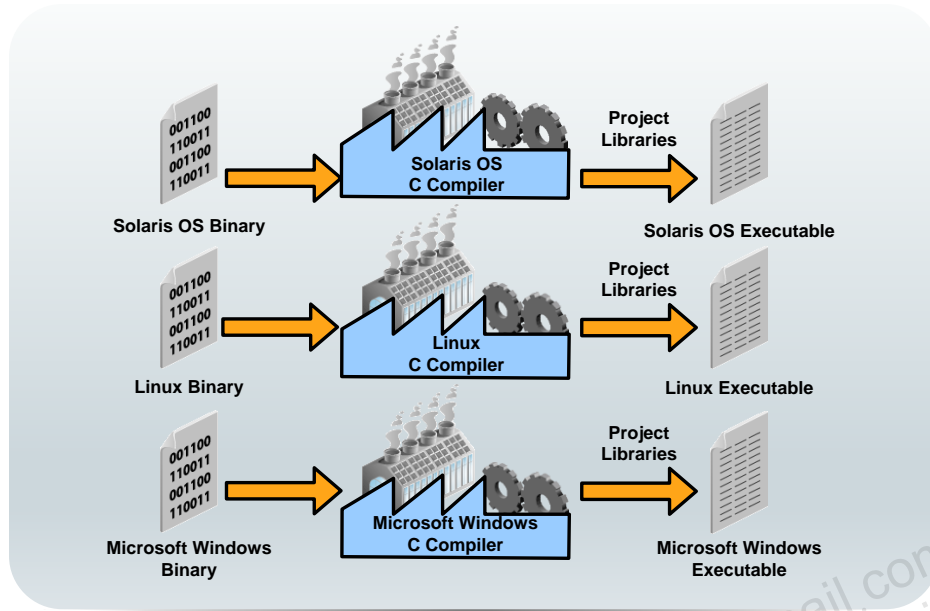 001100
110011
001100
110011
Solaris OS Binary
Solaris OS
C Compiler
Project
Libraries
Solaris OS Executable
001100
110011
001100
110011
Linux Binary
Linux
C Compiler
Project
Libraries
Linux Executable
001100
110011
001100
110011
Microsoft Windows
Binary
Microsoft Windows
C Compiler
Project
Libraries
Microsoft Windows
Executable